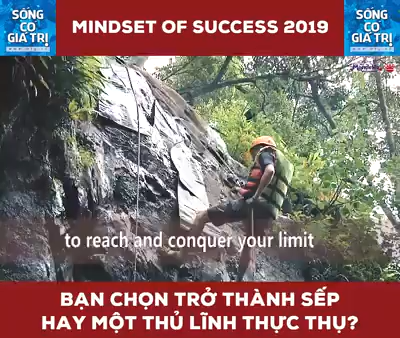 SỐNG
CÓ
GIÁ TRỊ
MINDSET OF SUCCESS 2019
SỐNG
CÓ
GIÁ TRỊ
to reach and conquer your limit
BẠN CHỌN TRỞ THÀNH SẾP
HAY MỘT THỦ LĨNH THỰC THỤ?